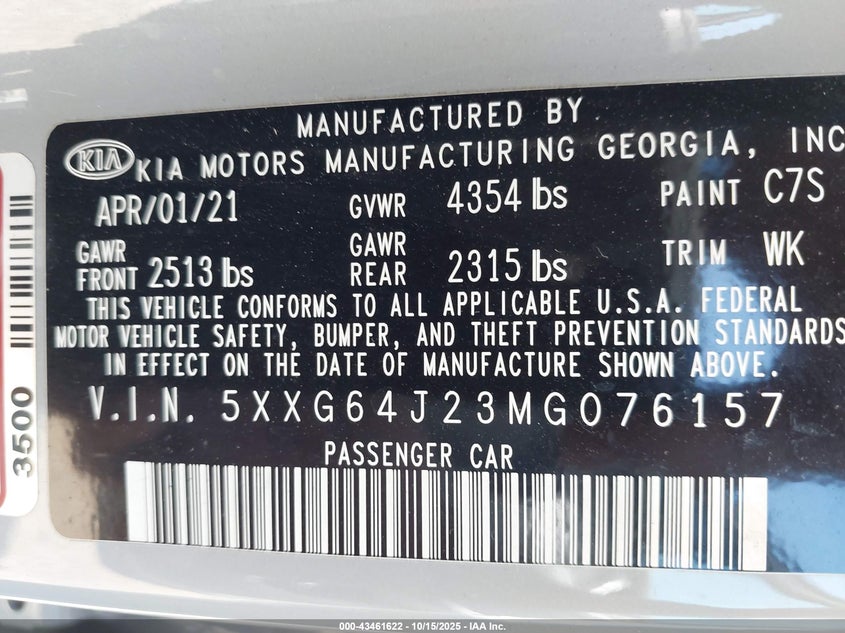 MANUFACTURED BY
KIA KIA MOTORS MANUFACTURING GEORGIA, INC
APR/01/21 GVWR 4354 lbs PAINT C7S
GAWR FRONT 2513 lbs GAWR REAR 2315 lbs TRIM WK
THIS VEHICLE CONFORMS TO ALL APPLICABLE U.S.A. FEDERAL
MOTOR VEHICLE SAFETY, BUMPER, AND THEFT PREVENTION STANDARDS
IN EFFECT ON THE DATE OF MANUFACTURE SHOWN ABOVE.
V.I.N. 5XXG64J23MG076157
PASSENGER CAR
3500
000-43461622 - 10/15/2025 - IAA Inc.